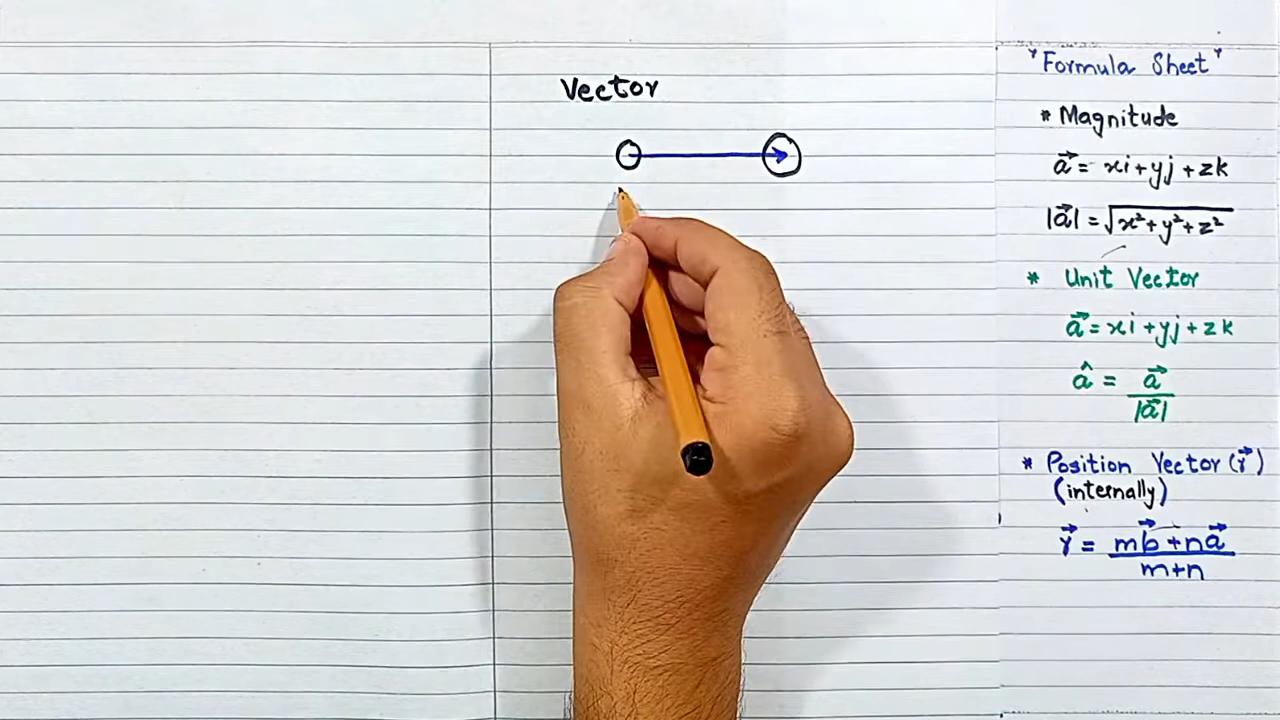 Vector
"Formula Sheet"
* Magnitude
a⃗ = xi + yj + zk
|a⃗| = √x² + y² + z²
* Unit Vector
a⃗ = xi + yj + zk
â = a⃗
|a⃗|
* Position Vector (r⃗)
(internally)
r⃗ = mb⃗ + na⃗
m+n